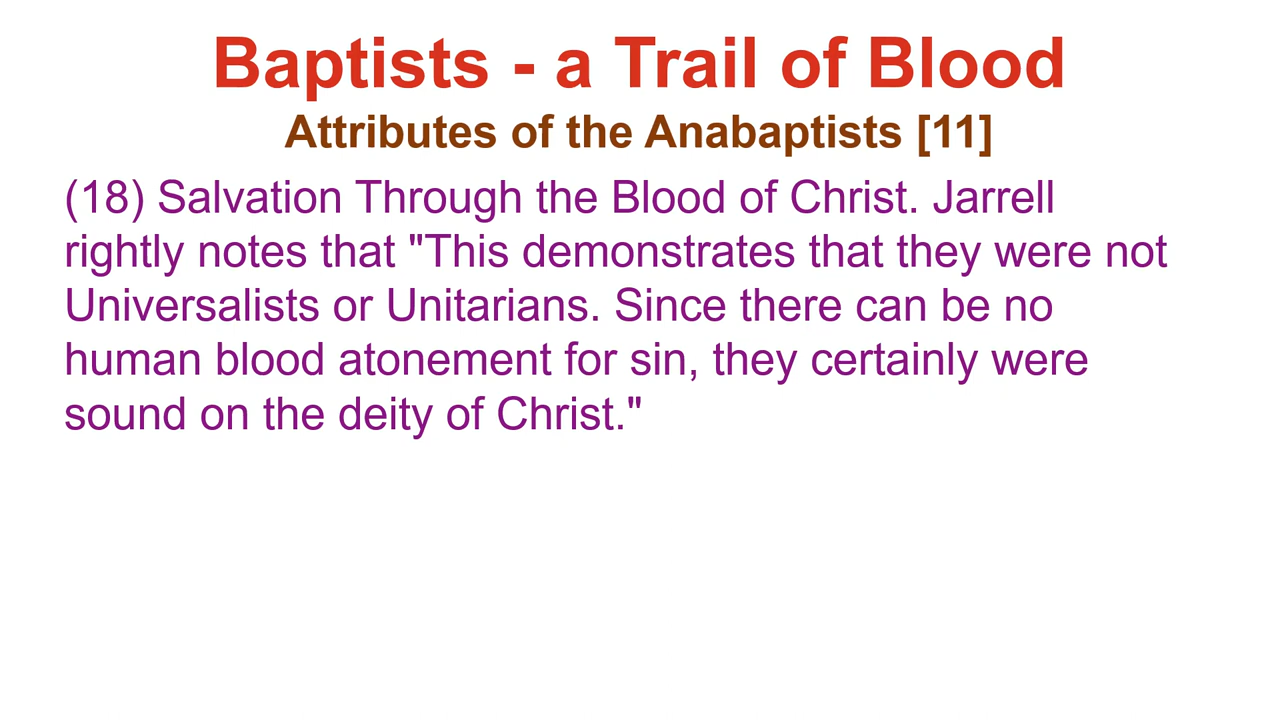 Baptists - a Trail of Blood
Attributes of the Anabaptists [11]
(18) Salvation Through the Blood of Christ. Jarrell
rightly notes that "This demonstrates that they were not
Universalists or Unitarians. Since there can be no
human blood atonement for sin, they certainly were
sound on the deity of Christ."